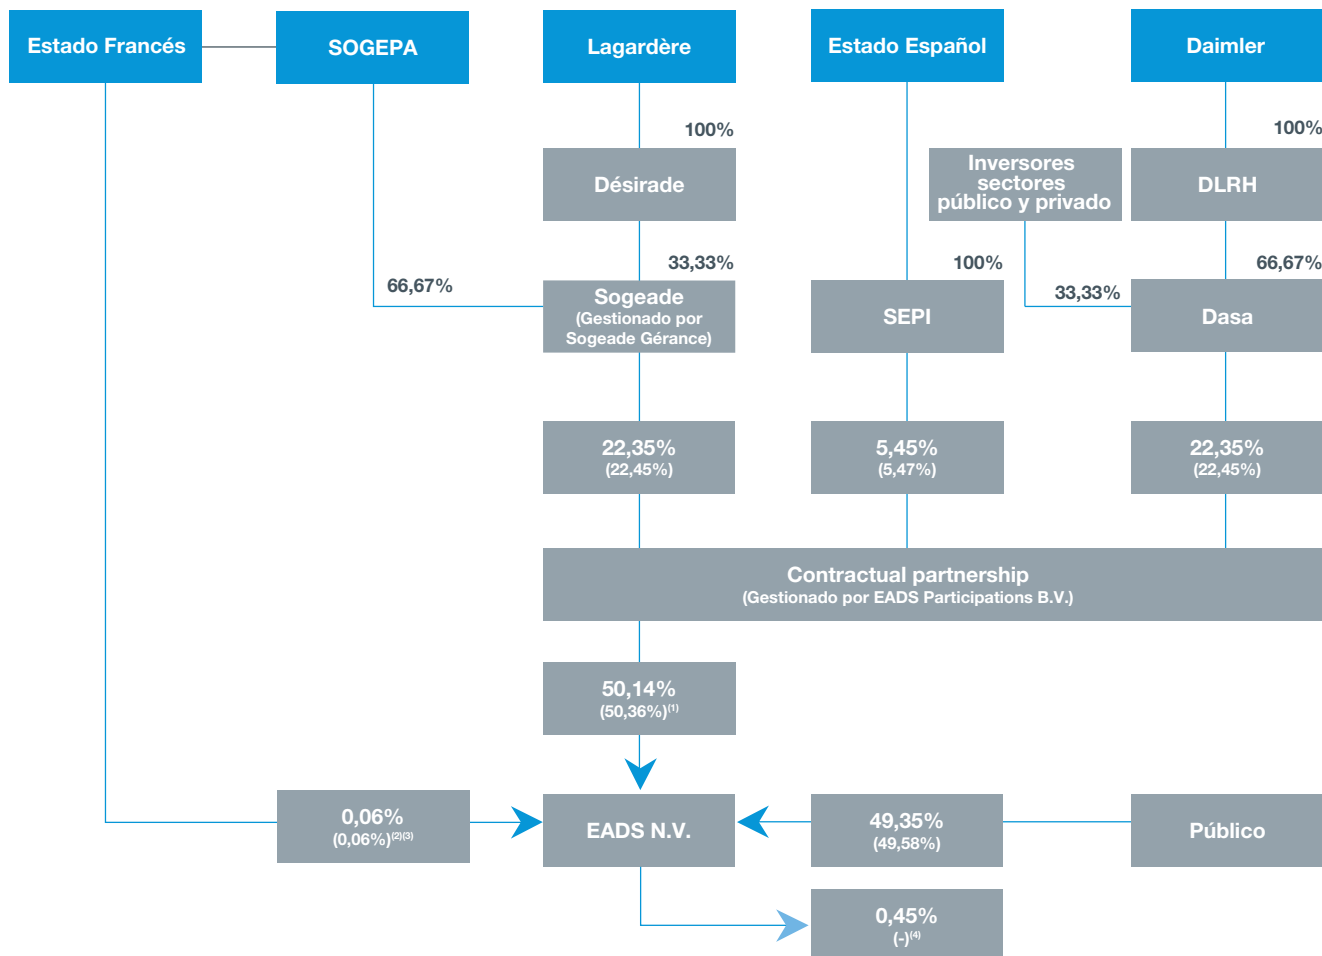 Estado Francés
SOGEPA
Lagardère
Estado Español
Daimler
100%
100%
Désirade
Inversores
sectores
público y privado
DLRH
33,33%
100%
66,67%
66,67%
33,33%
Sogeade
(Gestionado por
Sogeade Gérance)
SEPI
Dasa
22,35%
(22,45%)
5,45%
(5,47%)
22,35%
(22,45%)
Contractual partnership
(Gestionado por EADS Participations B.V.)
50,14%
(50,36%)(1)
0,06%
(0,06%)(2)(3)
EADS N.V.
49,35%
(49,58%)
Público
0,45%
(-)(4)